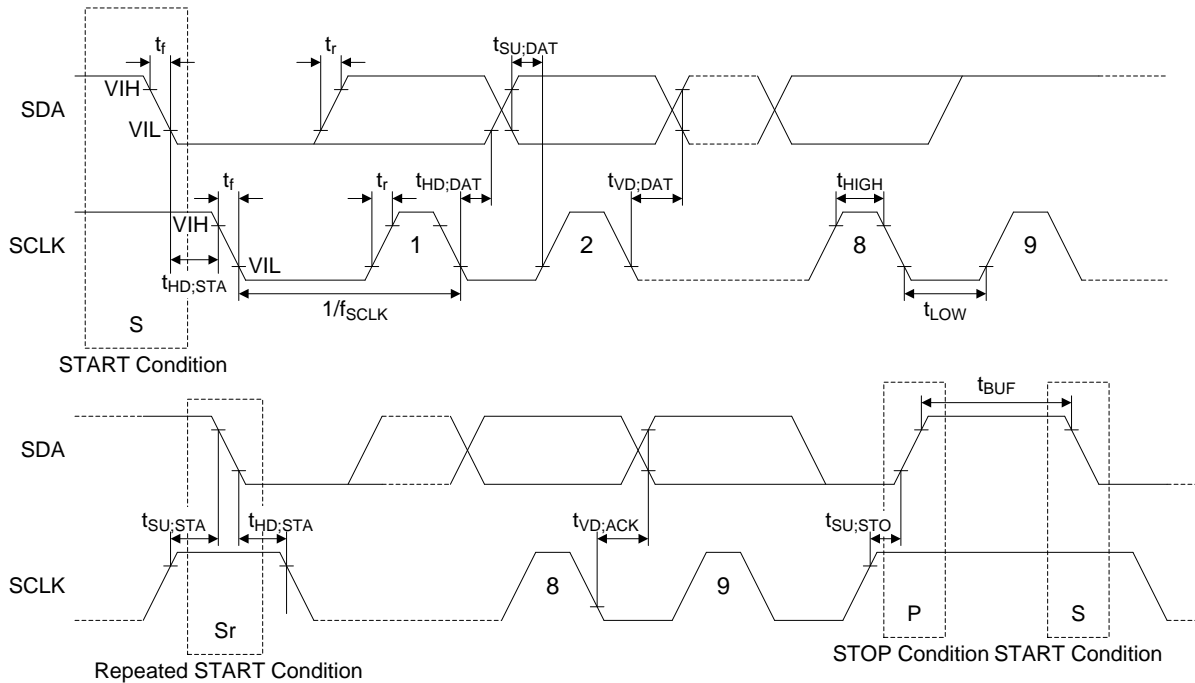 tf
tr
tSU;DAT
VIH
SDA
VIL
tf
tr
tHD;DAT
tVD;DAT
tHIGH
VIH
SCLK
1
2
8
9
VIL
tHD;STA
1/fSCLK
tLOW
S
START Condition
tBUF
SDA
tSU;STA
tHD;STA
tVD;ACK
tSU;STO
SCLK
8
9
Sr
P
S
Repeated START Condition
STOP Condition START Condition